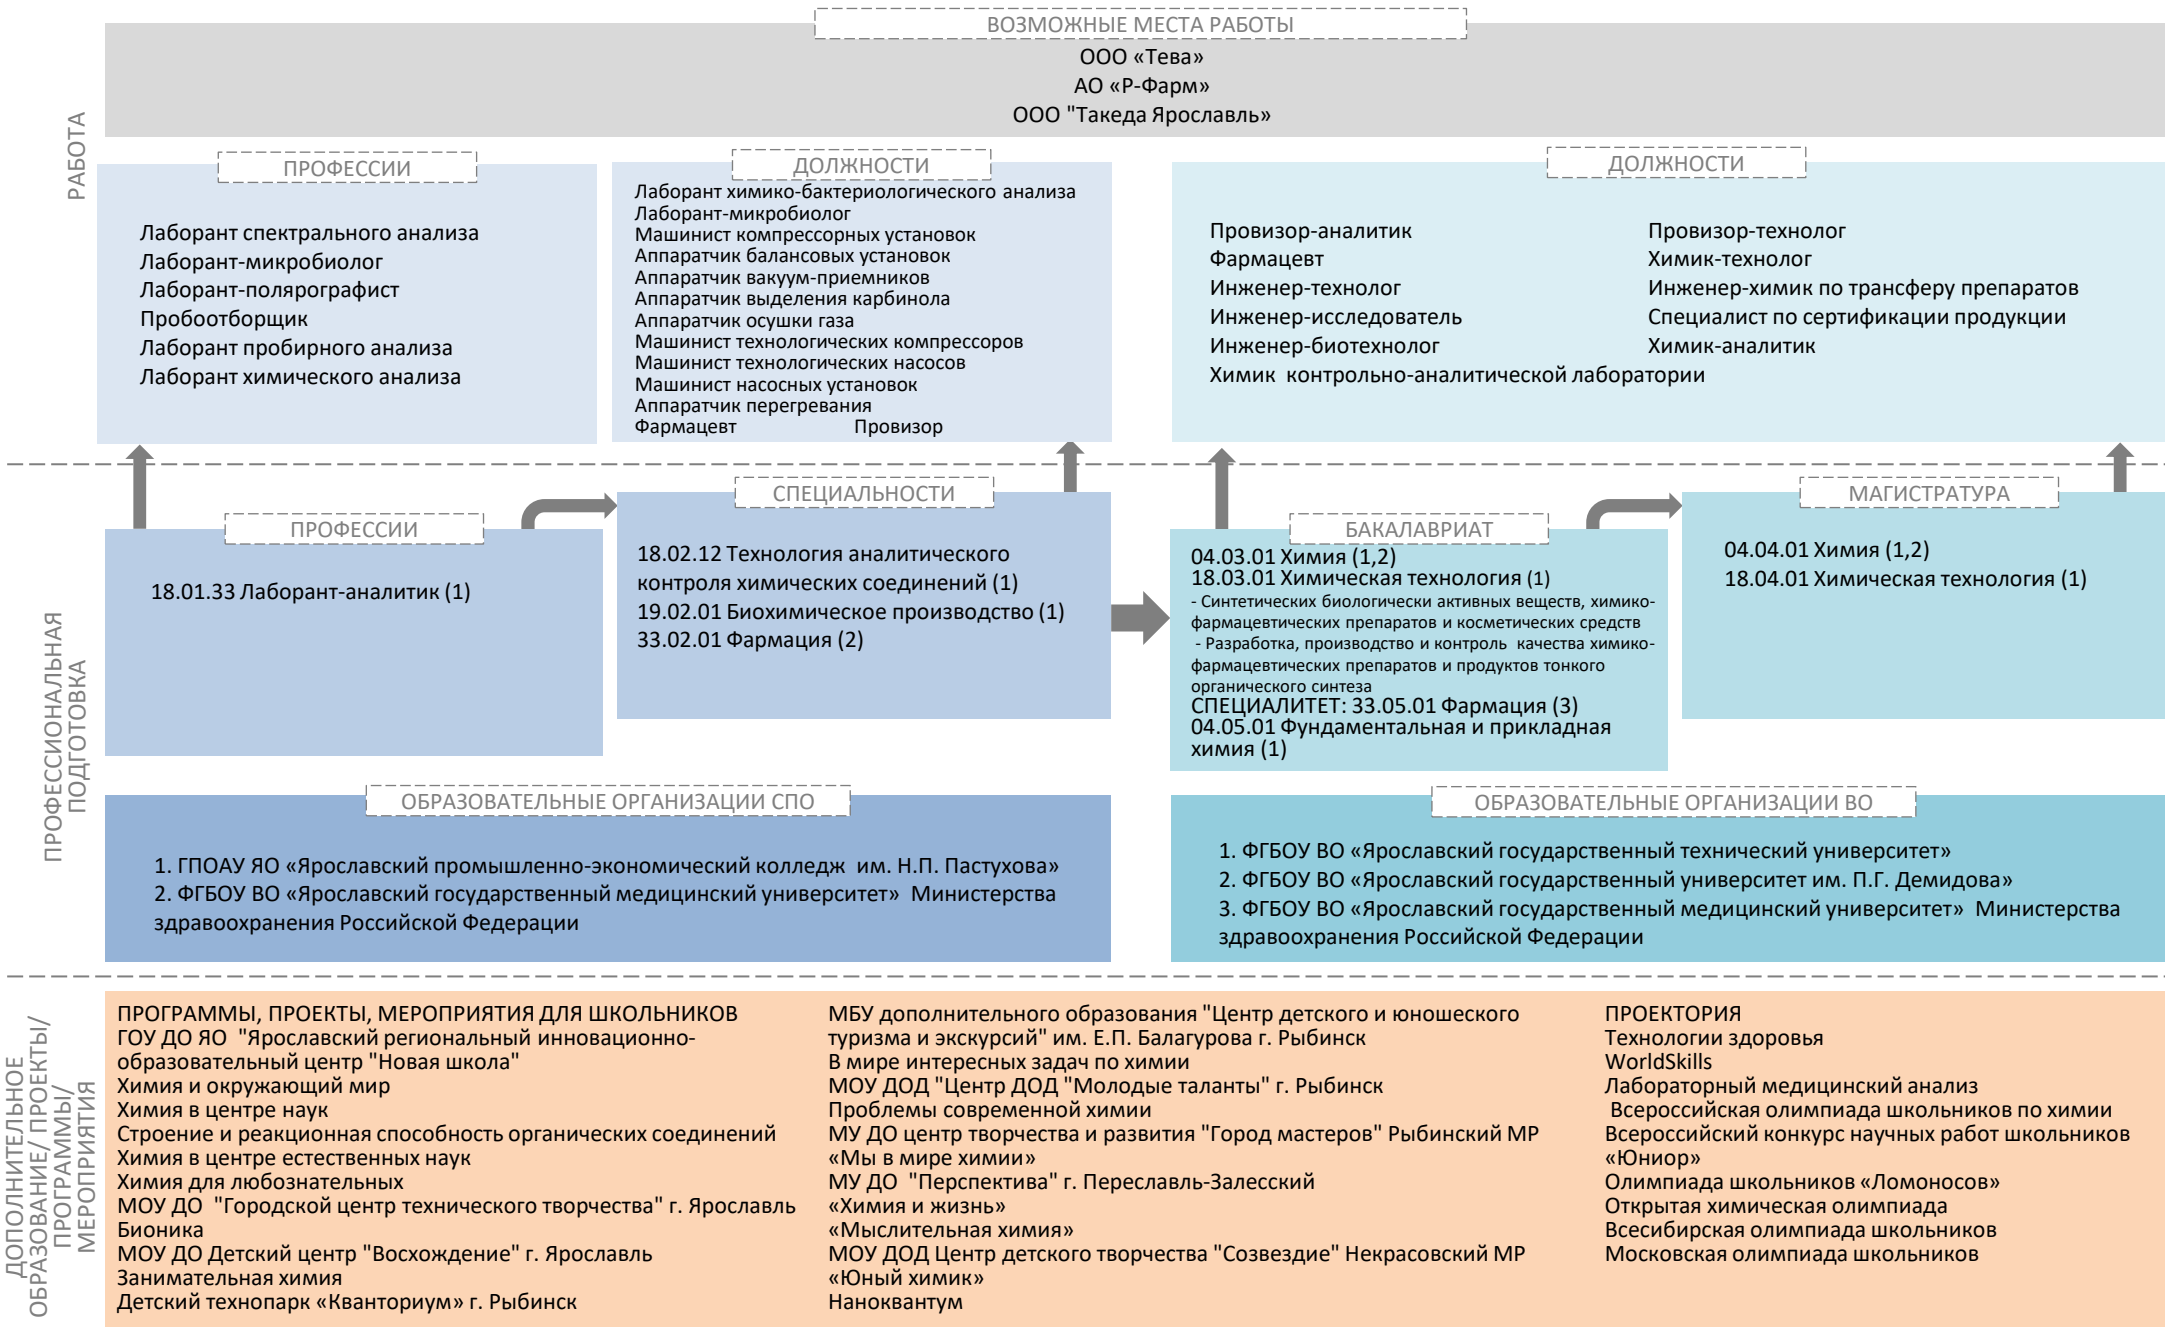 ВОЗМОЖНЫЕ МЕСТА РАБОТЫ
ООО «Тева»
АО «Р-Фарм»
ООО "Такеда Ярославль»
РАБОТА
ПРОФЕССИИ
Лаборант спектрального анализа
Лаборант-микробиолог
Лаборант-полярографист
Пробоотборщик
Лаборант пробирного анализа
Лаборант химического анализа
ДОЛЖНОСТИ
Лаборант химико-бактериологического анализа
Лаборант-микробиолог
Машинист компрессорных установок
Аппаратчик балансовых установок
Аппаратчик вакуум-приемников
Аппаратчик выделения карбинола
Аппаратчик осушки газа
Машинист технологических компрессоров
Машинист технологических насосов
Машинист насосных установок
Аппаратчик перегревания
Фармацевт Провизор
ДОЛЖНОСТИ
Провизор-аналитик
Фармацевт
Инженер-технолог
Инженер-исследователь
Инженер-биотехнолог
Химик контрольно-аналитической лаборатории
Провизор-технолог
Химик-технолог
Инженер-химик по трансферу препаратов
Специалист по сертификации продукции
Химик-аналитик
ПРОФЕССИОНАЛЬНАЯ
ПОДГОТОВКА
ПРОФЕССИИ
18.01.33 Лаборант-аналитик (1)
СПЕЦИАЛЬНОСТИ
18.02.12 Технология аналитического
контроля химических соединений (1)
19.02.01 Биохимическое производство (1)
33.02.01 Фармация (2)
БАКАЛАВРИАТ
04.03.01 Химия (1,2)
18.03.01 Химическая технология (1)
- Синтетических биологически активных веществ, химико-
фармацевтических препаратов и косметических средств
- Разработка, производство и контроль качества химико-
фармацевтических препаратов и продуктов тонкого
органического синтеза
СПЕЦИАЛИТЕТ: 33.05.01 Фармация (3)
04.05.01 Фундаментальная и прикладная
химия (1)
МАГИСТРАТУРА
04.04.01 Химия (1,2)
18.04.01 Химическая технология (1)
ОБРАЗОВАТЕЛЬНЫЕ ОРГАНИЗАЦИИ СПО
1. ГПОАУ ЯО «Ярославский промышленно-экономический колледж им. Н.П. Пастухова»
2. ФГБОУ ВО «Ярославский государственный медицинский университет» Министерства
здравоохранения Российской Федерации
ОБРАЗОВАТЕЛЬНЫЕ ОРГАНИЗАЦИИ ВО
1. ФГБОУ ВО «Ярославский государственный технический университет»
2. ФГБОУ ВО «Ярославский государственный университет им. П.Г. Демидова»
3. ФГБОУ ВО «Ярославский государственный медицинский университет» Министерства
здравоохранения Российской Федерации
ДОПОЛНИТЕЛЬНОЕ
ОБРАЗОВАНИЕ/ ПРОЕКТЫ/
ПРОГРАММЫ/
МЕРОПРИЯТИЯ
ПРОГРАММЫ, ПРОЕКТЫ, МЕРОПРИЯТИЯ ДЛЯ ШКОЛЬНИКОВ
ГОУ ДО ЯО "Ярославский региональный инновационно-
образовательный центр "Новая школа"
Химия и окружающий мир
Химия в центре наук
Строение и реакционная способность органических соединений
Химия в центре естественных наук
Химия для любознательных
МОУ ДО "Городской центр технического творчества" г. Ярославль
Бионика
МОУ ДО Детский центр "Восхождение" г. Ярославль
Занимательная химия
Детский технопарк «Кванториум» г. Рыбинск
МБУ дополнительного образования "Центр детского и юношеского
туризма и экскурсий" им. Е.П. Балагурова г. Рыбинск
В мире интересных задач по химии
МОУ ДОД "Центр ДОД "Молодые таланты" г. Рыбинск
Проблемы современной химии
МУ ДО центр творчества и развития "Город мастеров" Рыбинский МР
«Мы в мире химии»
МУ ДО "Перспектива" г. Переславль-Залесский
«Химия и жизнь»
«Мыслительная химия»
МОУ ДОД Центр детского творчества "Созвездие" Некрасовский МР
«Юный химик»
Наноквантум
ПРОЕКТОРИЯ
Технологии здоровья
WorldSkills
Лабораторный медицинский анализ
Всероссийская олимпиада школьников по химии
Всероссийский конкурс научных работ школьников
«Юниор»
Олимпиада школьников «Ломоносов»
Открытая химическая олимпиада
Всесибирская олимпиада школьников
Московская олимпиада школьников